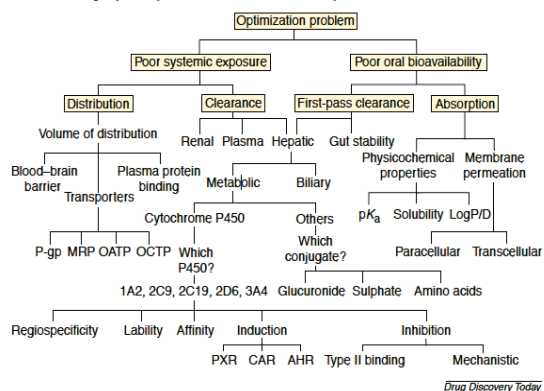 Optimization problem
Poor systemic exposure Poor oral bioavailability
Distribution Clearance First-pass clearance Absorption
Volume of distribution Renal Plasma Hepatic Gut stability
Blood–brain barrier Plasma protein binding Physicochemical properties Membrane permeation
Transporters Metabolic Biliary
Cytochrome P450 Others pKa Solubility LogP/D
P-gp MRP OATP OCTP Which P450? Which conjugate? Paracellular Transcellular
1A2, 2C9, 2C19, 2D6, 3A4 Glucuronide Sulphate Amino acids
Regiospecificity Lability Affinity Induction Inhibition
PXR CAR AHR Type II binding Mechanistic
Drug Discovery Today